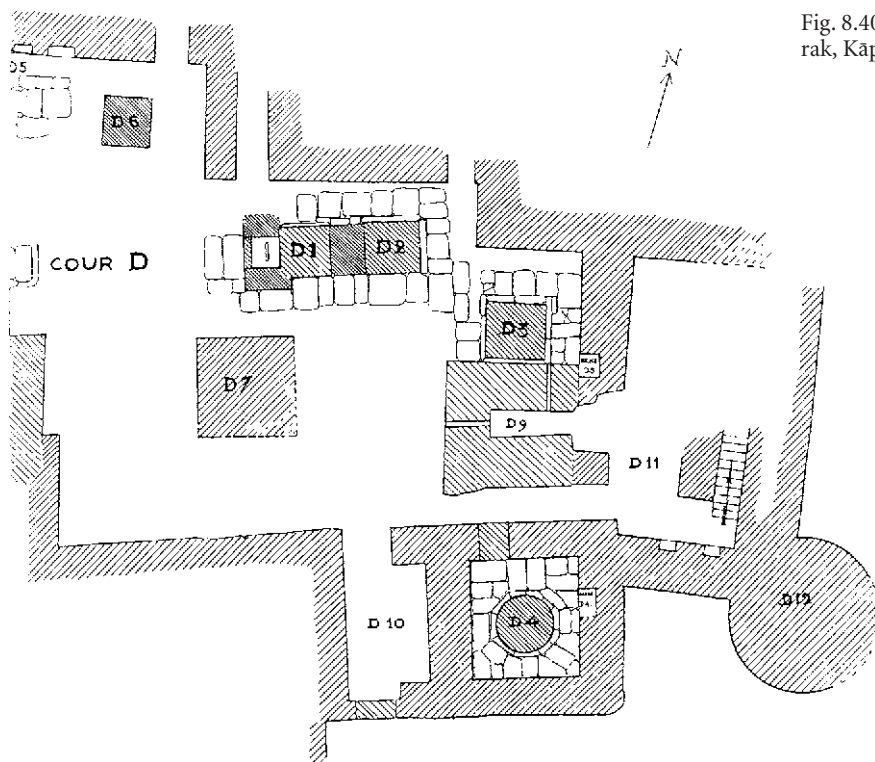 Fig. 8.40
rak, Kāp
N
D5
D6
COUR D
D1
D2
D3
D7
D9
D11
D10
D4
D12